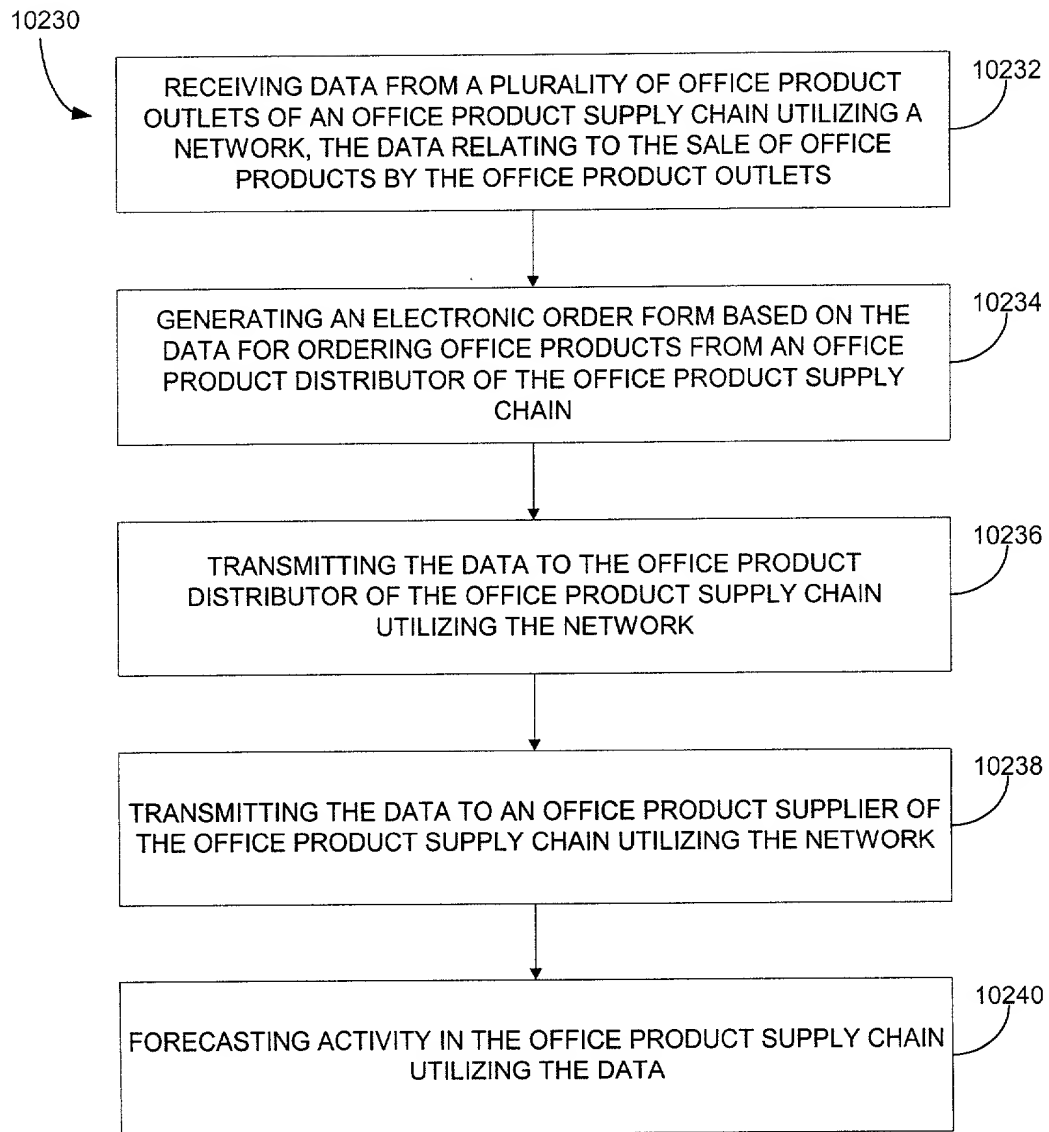 10230
RECEIVING DATA FROM A PLURALITY OF OFFICE PRODUCT
OUTLETS OF AN OFFICE PRODUCT SUPPLY CHAIN UTILIZING A
NETWORK, THE DATA RELATING TO THE SALE OF OFFICE
PRODUCTS BY THE OFFICE PRODUCT OUTLETS
10232
GENERATING AN ELECTRONIC ORDER FORM BASED ON THE
DATA FOR ORDERING OFFICE PRODUCTS FROM AN OFFICE
PRODUCT DISTRIBUTOR OF THE OFFICE PRODUCT SUPPLY
CHAIN
10234
TRANSMITTING THE DATA TO THE OFFICE PRODUCT
DISTRIBUTOR OF THE OFFICE PRODUCT SUPPLY CHAIN
UTILIZING THE NETWORK
10236
TRANSMITTING THE DATA TO AN OFFICE PRODUCT SUPPLIER OF
THE OFFICE PRODUCT SUPPLY CHAIN UTILIZING THE NETWORK
10238
FORECASTING ACTIVITY IN THE OFFICE PRODUCT SUPPLY CHAIN
UTILIZING THE DATA
10240